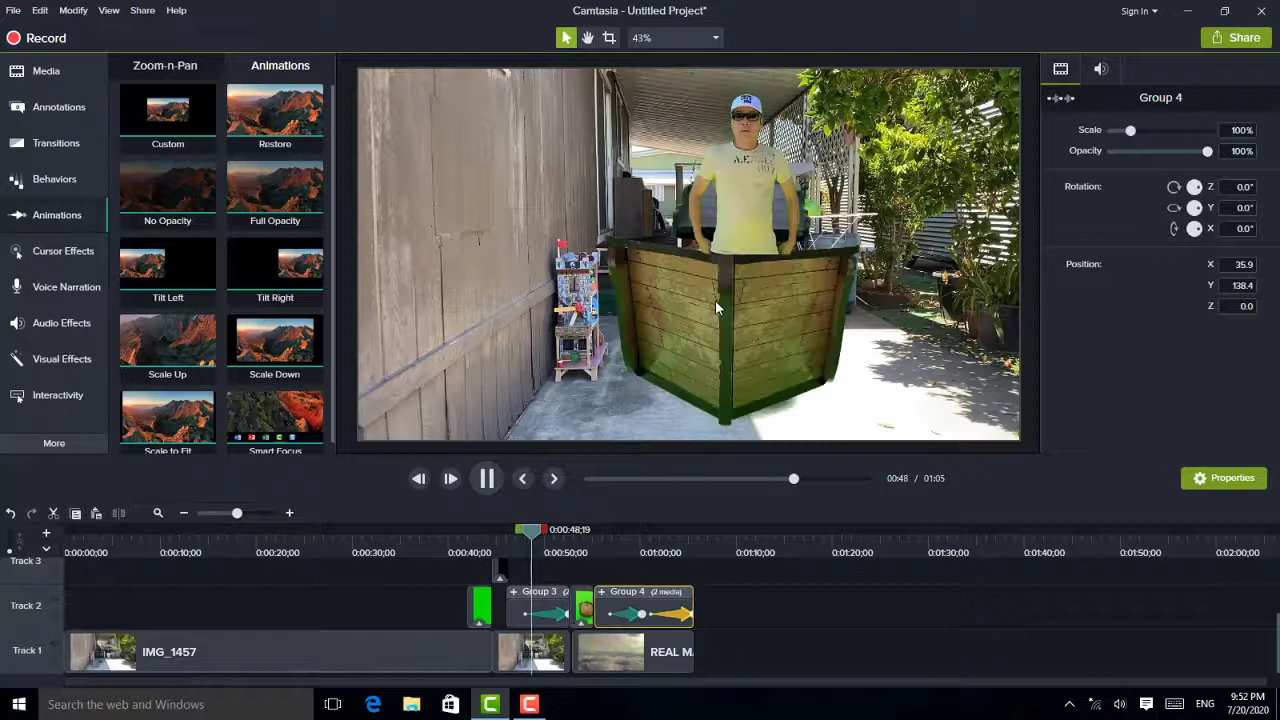 File Edit Modify View Share Help
Camtasia - Untitled Project*
Sign In
Record
43%
Share
Media
Annotations
Transitions
Behaviors
Animations
Cursor Effects
Voice Narration
Audio Effects
Visual Effects
Interactivity
More
Zoom-n-Pan
Animations
Custom
Restore
No Opacity
Full Opacity
Tilt Left
Tilt Right
Scale Up
Scale Down
Scale to Fit
Smart Focus
Group 4
Scale 100%
Opacity 100%
Rotation: Z 0.0°
Y 0.0°
X 0.0°
Position: X 35.9
Y 138.4
Z 0.0
00:48 / 01:05
Properties
0:00:48;19
0:00:00;00 0:00:10;00 0:00:20;00 0:00:30;00 0:00:40;00 0:00:50;00 0:01:00;00 0:01:10;00 0:01:20;00 0:01:30;00 0:01:40;00 0:01:50;00 0:02:00;00
Track 3
Track 2
+ Group 3 (2
+ Group 4 (2 media)
Track 1
IMG_1457
REAL M
Search the web and Windows
ENG
9:52 PM
7/20/2020